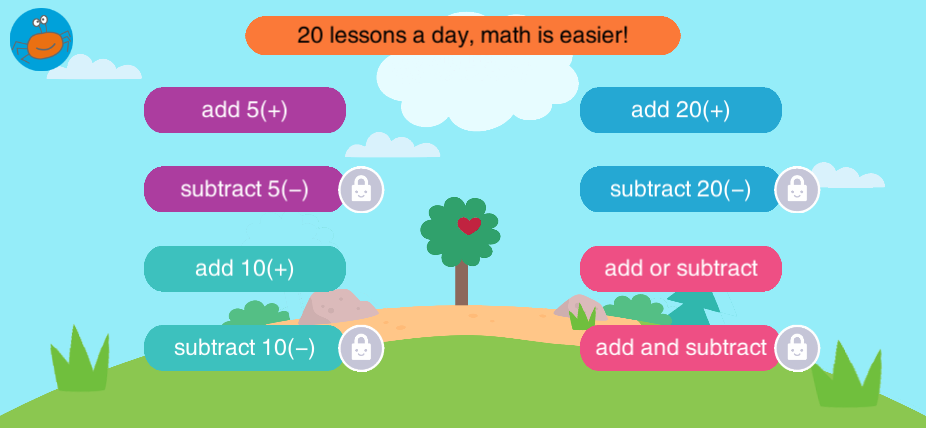 20 lessons a day, math is easier!
add 5(+)
subtract 5(−)
add 10(+)
subtract 10(−)
add 20(+)
subtract 20(−)
add or subtract
add and subtract